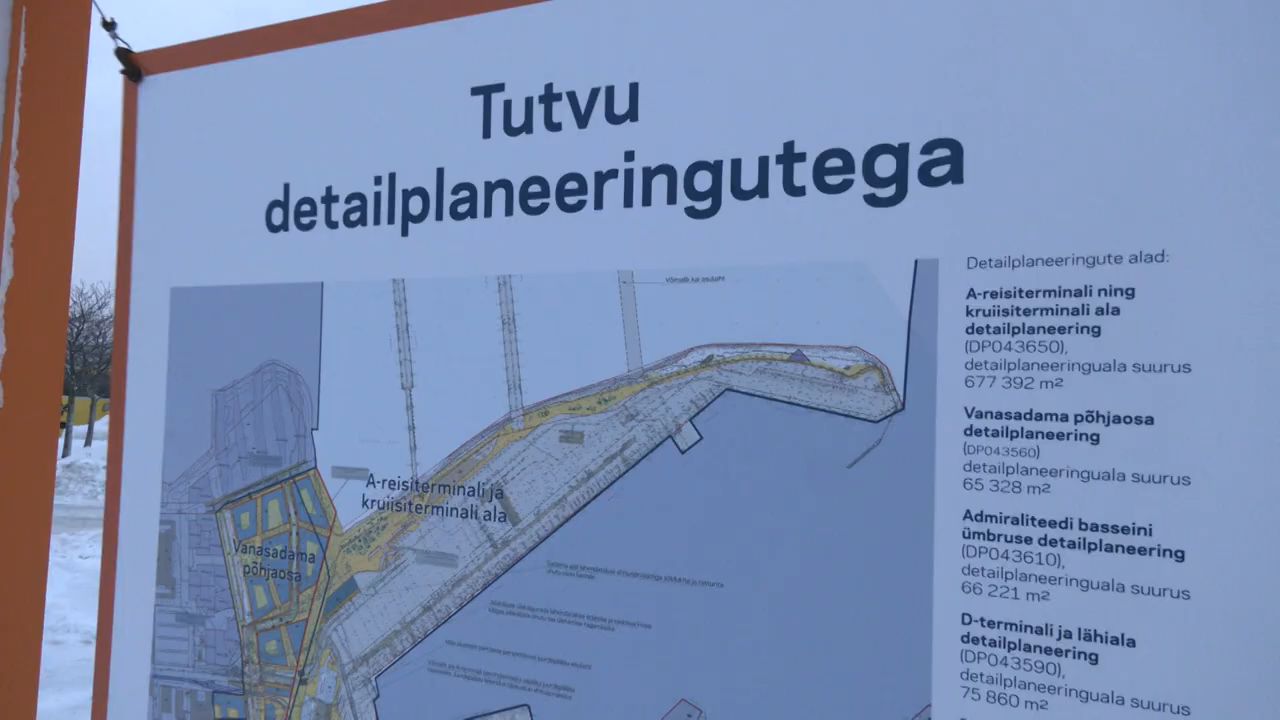 Tutvu
detailplaneeringutega
Detailplaneeringute alad:
A-reisiterminali ning
kruiisiterminali ala
detailplaneering
(DP043650),
detailplaneeringuala suurus
677 392 m²
Vanasadama põhjaosa
detailplaneering
(DP043560)
detailplaneeringuala suurus
65 328 m²
Admiraliteedi basseini
ümbruse detailplaneering
(DP043610),
detailplaneeringuala suurus
66 221 m²
D-terminali ja lähiala
detailplaneering
(DP043590),
detailplaneeringuala suurus
75 860 m²
A-reisiterminali ja
kruiisiterminali ala
Vanasadama
põhjaosa